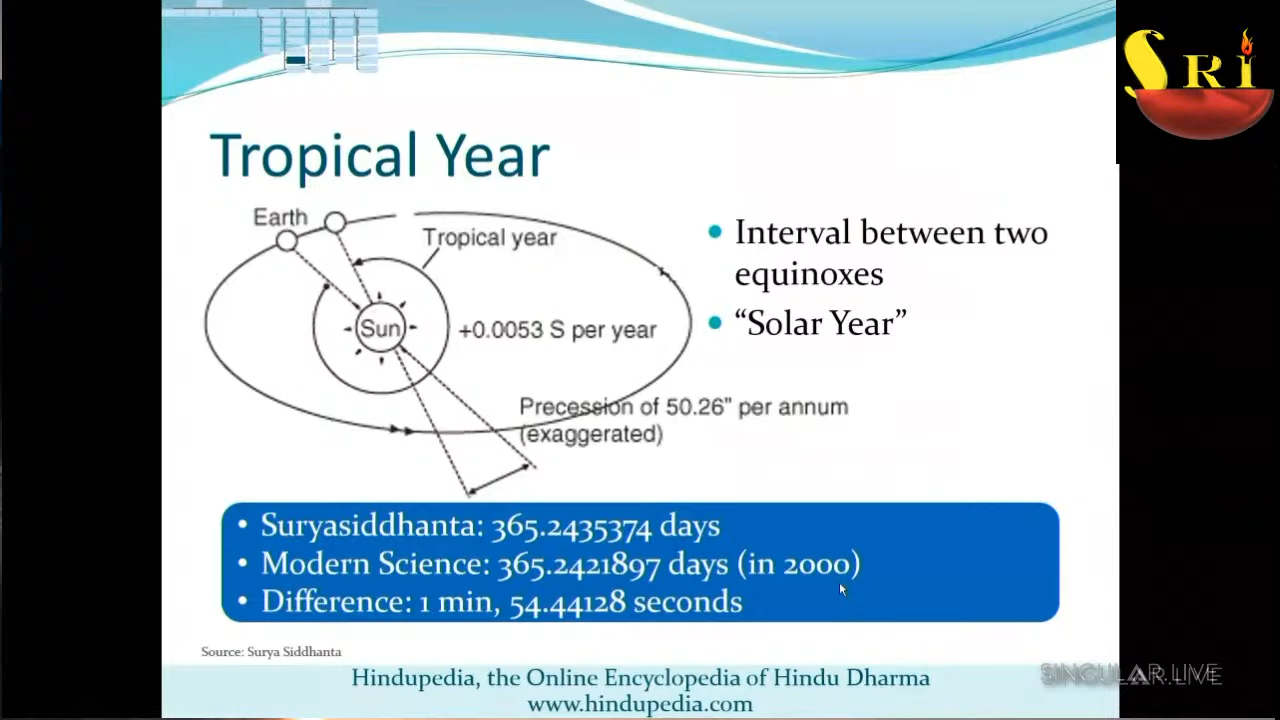 SRi
Tropical Year
Earth
Tropical year
Sun
+0.0053 S per year
Precession of 50.26" per annum
(exaggerated)
• Interval between two
equinoxes
• “Solar Year”
• Suryasiddhanta: 365.2435374 days
• Modern Science: 365.2421897 days (in 2000)
• Difference: 1 min, 54.44128 seconds
Source: Surya Siddhanta
Hindupedia, the Online Encyclopedia of Hindu Dharma
www.hindupedia.com
SINGULAR.LIVE